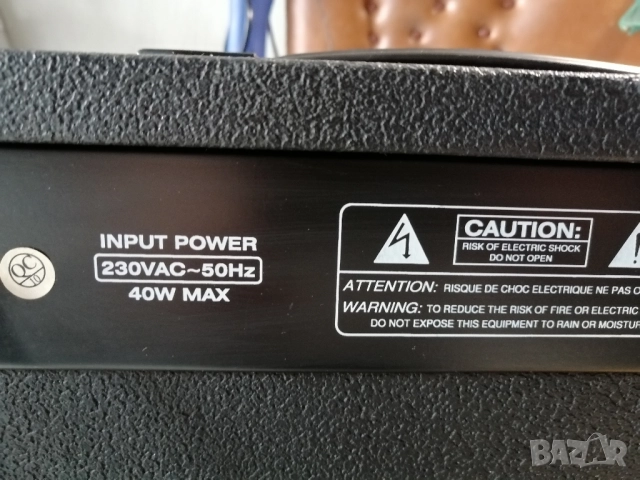 INPUT POWER
230VAC~50Hz
40W MAX
QC
CAUTION:
RISK OF ELECTRIC SHOCK
DO NOT OPEN
ATTENTION: RISQUE DE CHOC ELECTRIQUE NE PAS
WARNING: TO REDUCE THE RISK OF FIRE OR ELECTRIC
DO NOT EXPOSE THIS EQUIPMENT TO RAIN OR MOISTUR
BAZAR